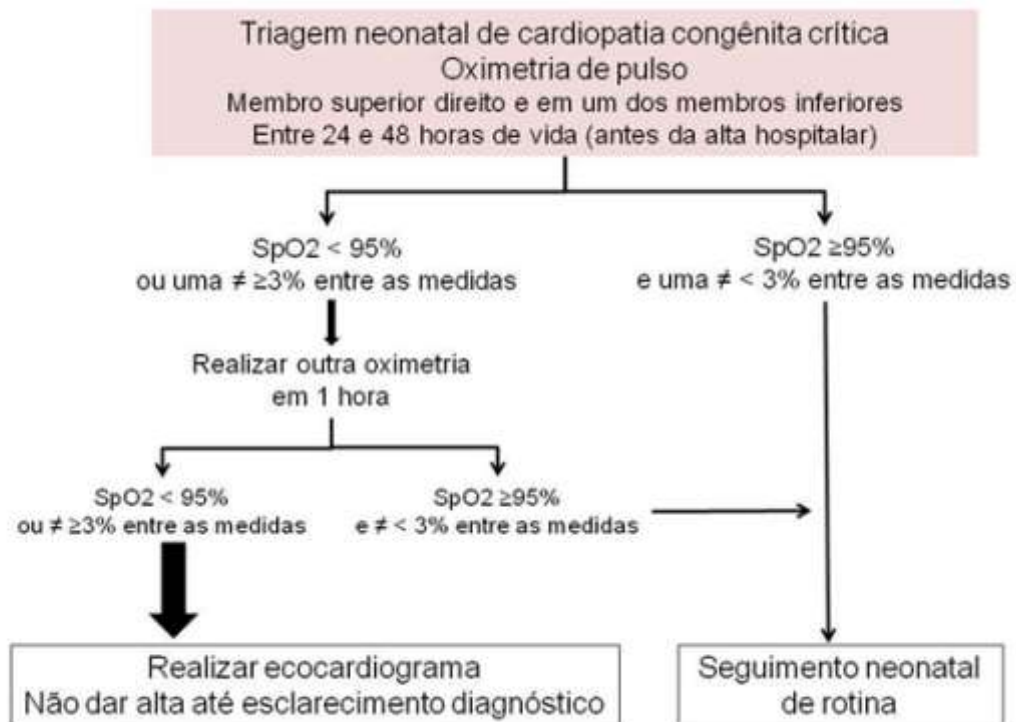 Triagem neonatal de cardiopatia congênita crítica
Oximetria de pulso
Membro superior direito e em um dos membros inferiores
Entre 24 e 48 horas de vida (antes da alta hospitalar)
SpO2 < 95%
ou uma ≠ ≥3% entre as medidas
SpO2 ≥95%
e uma ≠ < 3% entre as medidas
Realizar outra oximetria
em 1 hora
SpO2 < 95%
ou ≠ ≥3% entre as medidas
SpO2 ≥95%
e ≠ < 3% entre as medidas
Realizar ecocardiograma
Não dar alta até esclarecimento diagnóstico
Seguimento neonatal
de rotina